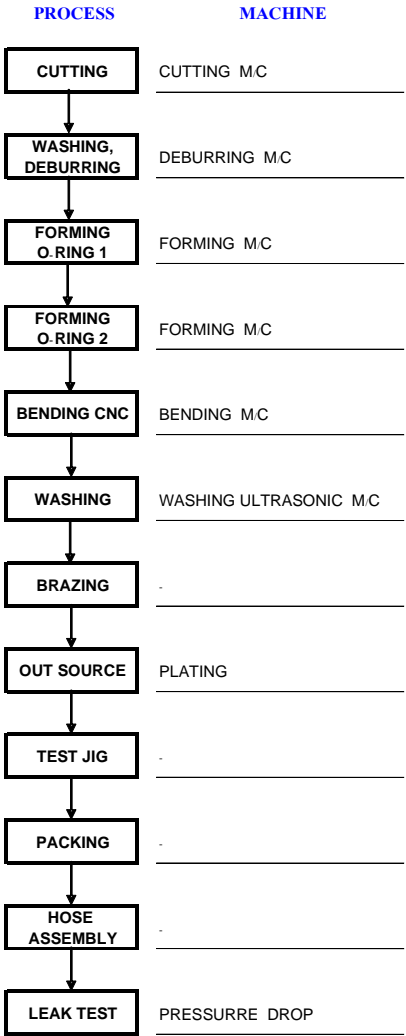 PROCESS MACHINE
CUTTING CUTTING M/C
WASHING,
DEBURRING DEBURRING M/C
FORMING
O-RING 1 FORMING M/C
FORMING
O-RING 2 FORMING M/C
BENDING CNC BENDING M/C
WASHING WASHING ULTRASONIC M/C
BRAZING -
OUT SOURCE PLATING
TEST JIG -
PACKING -
HOSE
ASSEMBLY -
LEAK TEST PRESSURRE DROP